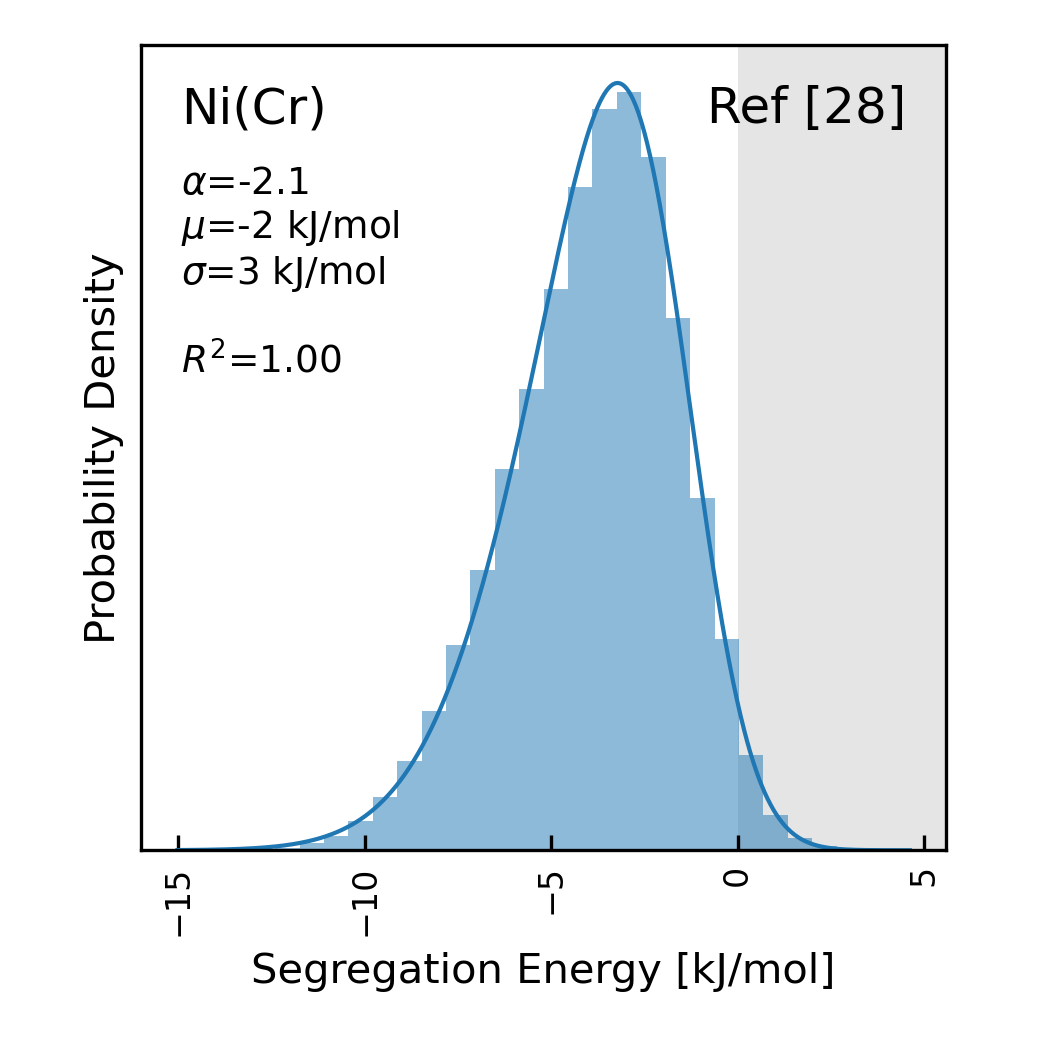 Ni(Cr)
Ref [28]
α=-2.1
μ=-2 kJ/mol
σ=3 kJ/mol
R²=1.00
Probability Density
−15 −10 −5 0 5
Segregation Energy [kJ/mol]